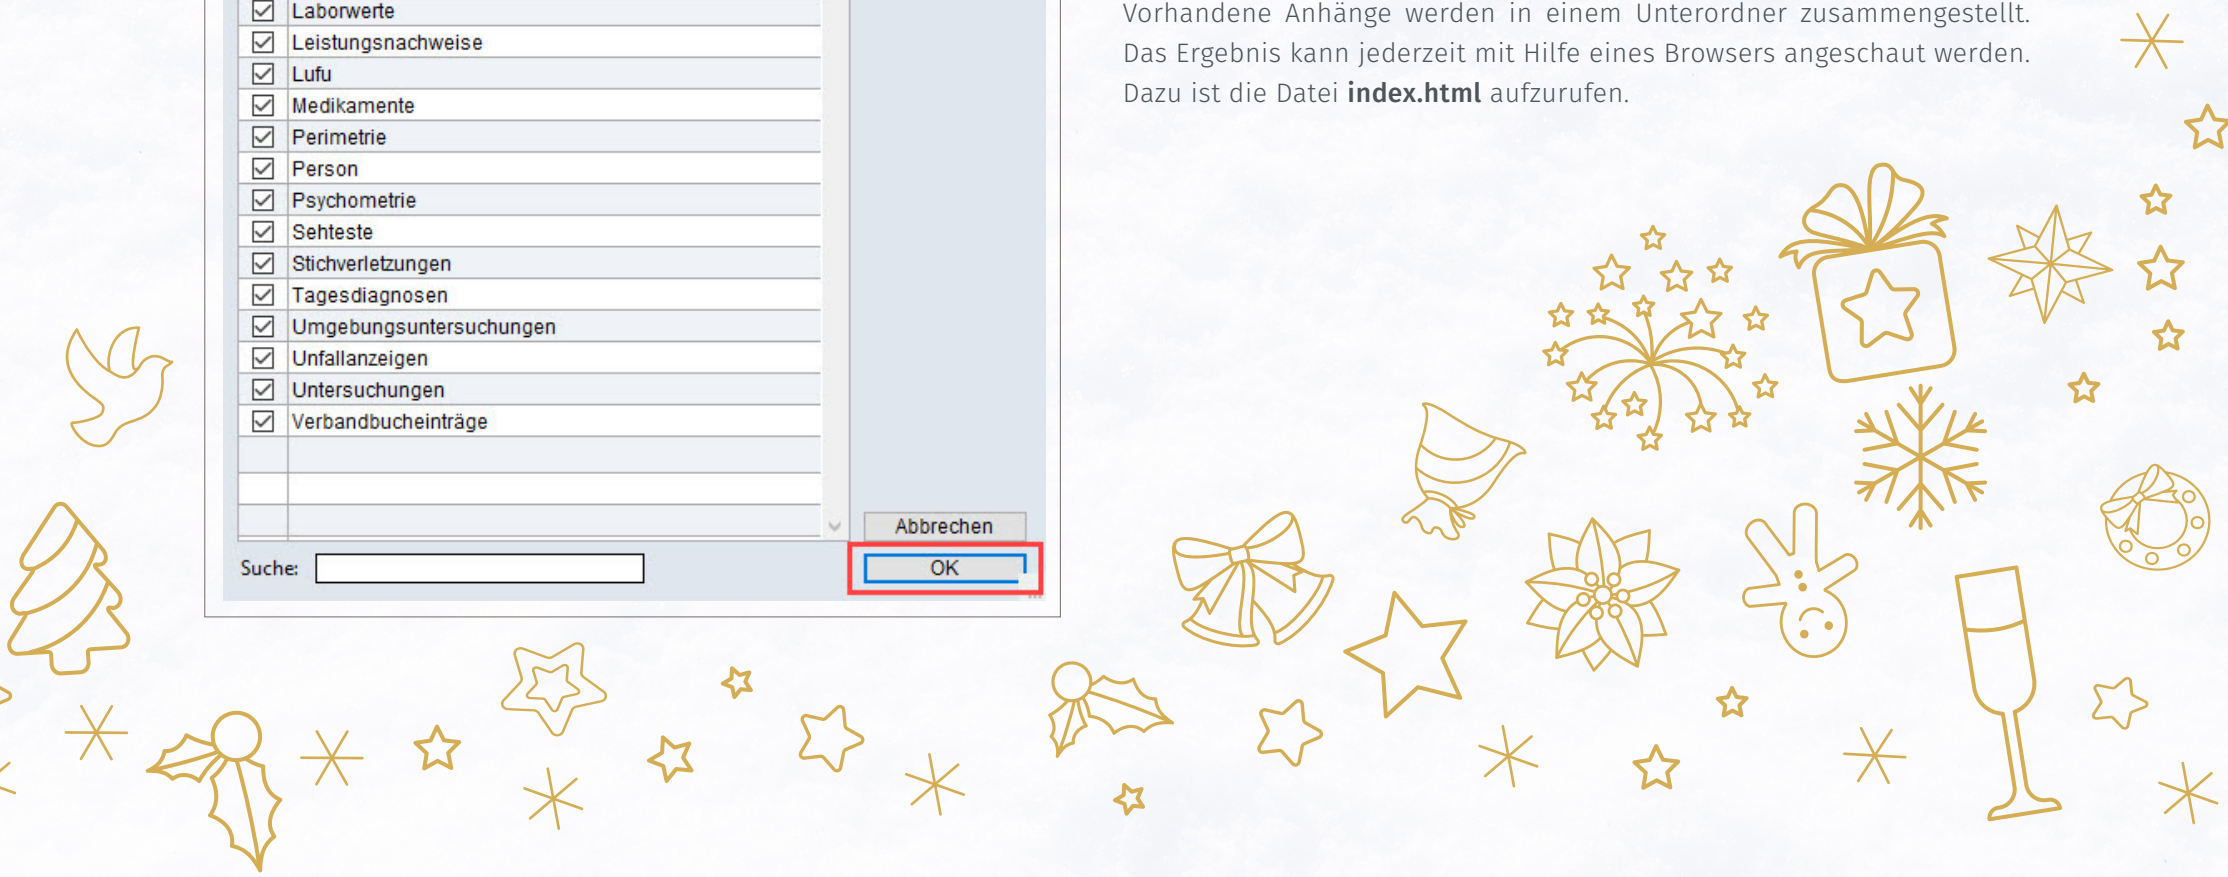 Laborwerte
Leistungsnachweise
Lufu
Medikamente
Perimetrie
Person
Psychometrie
Sehteste
Stichverletzungen
Tagesdiagnosen
Umgebungsuntersuchungen
Unfallanzeigen
Untersuchungen
Verbandbucheinträge
Abbrechen
Suche:
OK
Vorhandene Anhänge werden in einem Unterordner zusammengestellt.
Das Ergebnis kann jederzeit mit Hilfe eines Browsers angeschaut werden.
Dazu ist die Datei index.html aufzurufen.